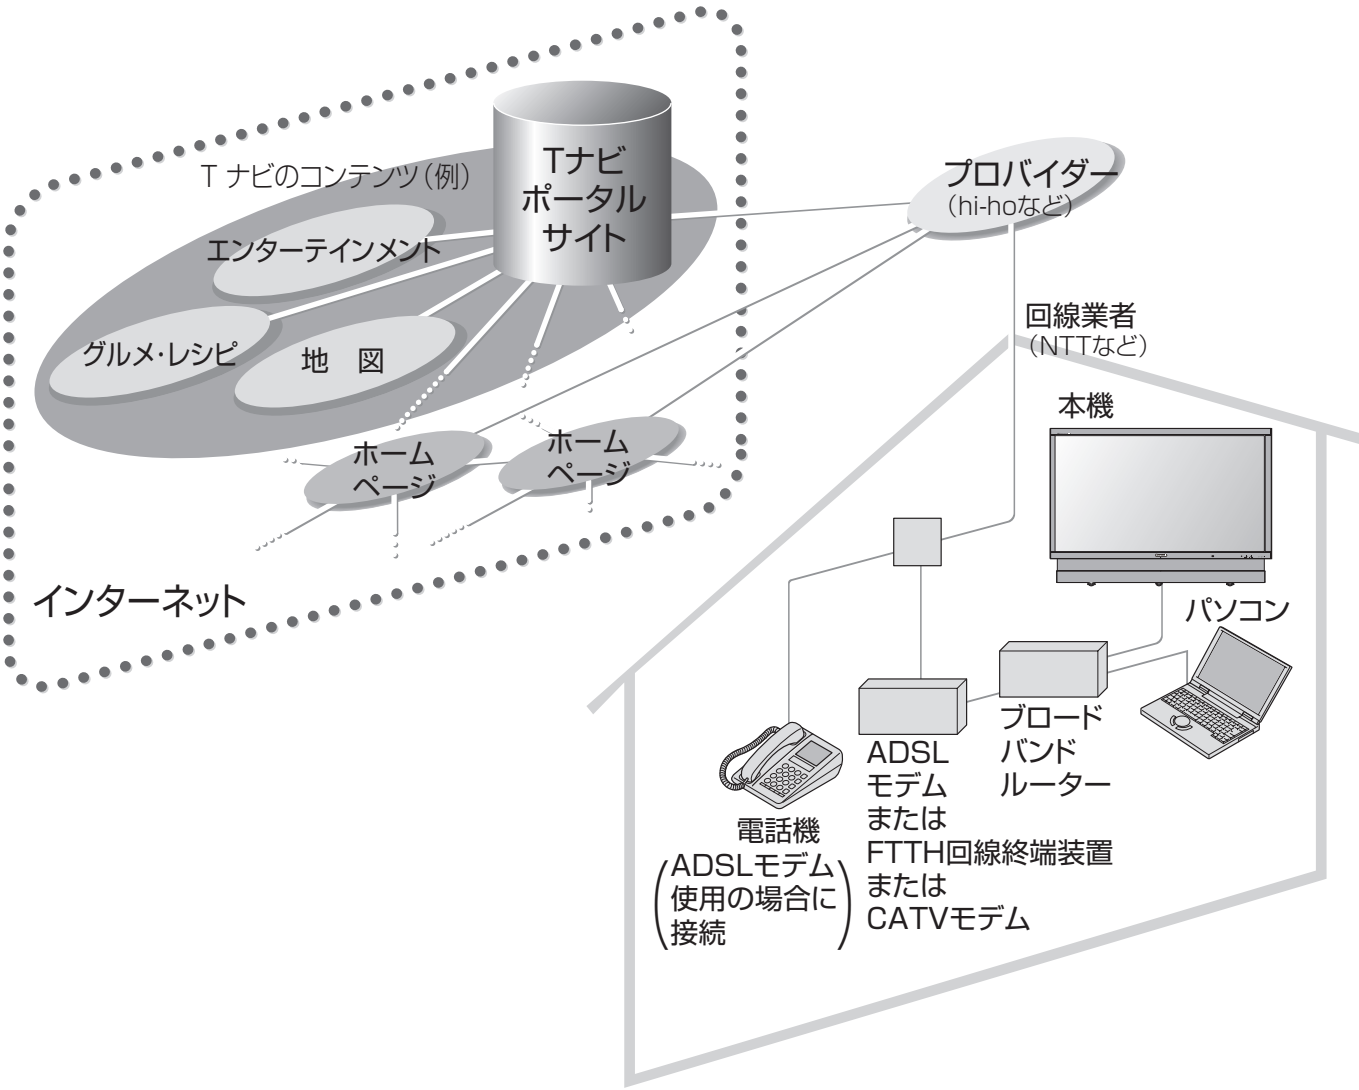 T ナビのコンテンツ（例）
Tナビ
ポータル
サイト
エンターテインメント
グルメ・レシピ
地　図
ホーム
ページ
ホーム
ページ
インターネット
プロバイダー
（hi-hoなど）
回線業者
（NTTなど）
本機
パソコン
ブロード
バンド
ルーター
ADSL
モデム
または
FTTH回線終端装置
または
CATVモデム
電話機
（ADSLモデム
使用の場合に
接続）